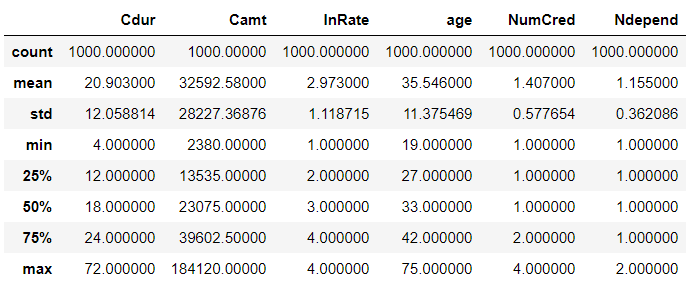 Cdur Camt InRate age NumCred Ndepend
count 1000.000000 1000.00000 1000.000000 1000.000000 1000.000000 1000.000000
mean 20.903000 32592.58000 2.973000 35.546000 1.407000 1.155000
std 12.058814 28227.36876 1.118715 11.375469 0.577654 0.362086
min 4.000000 2380.00000 1.000000 19.000000 1.000000 1.000000
25% 12.000000 13535.00000 2.000000 27.000000 1.000000 1.000000
50% 18.000000 23075.00000 3.000000 33.000000 1.000000 1.000000
75% 24.000000 39602.50000 4.000000 42.000000 2.000000 1.000000
max 72.000000 184120.00000 4.000000 75.000000 4.000000 2.000000